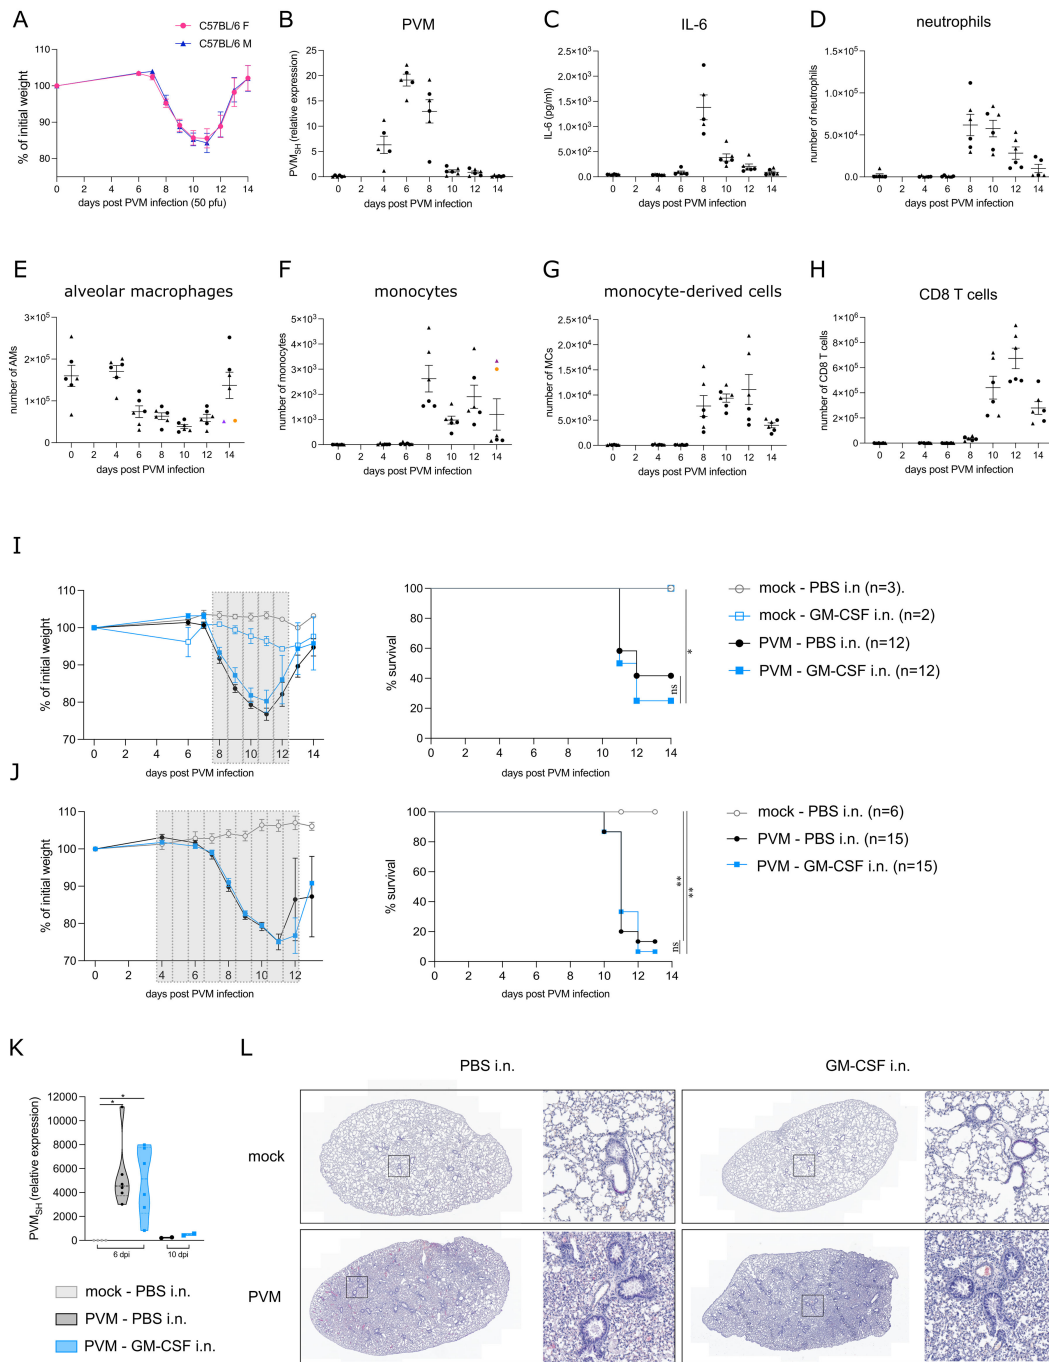 A
C57BL/6 F
C57BL/6 M
% of initial weight
110
100
90
80
0 2 4 6 8 10 12 14
days post PVM infection (50 pfu)
B
PVM
PVM_SH (relative expression)
25
20
15
10
5
0
0 2 4 6 8 10 12 14
days post PVM infection
C
IL-6
IL-6 (pg/ml)
2.5×10³
2.0×10³
1.5×10³
1.0×10³
5.0×10²
0.0
0 2 4 6 8 10 12 14
days post PVM infection
D
neutrophils
number of neutrophils
1.5×10⁵
1.0×10⁵
5.0×10⁴
0.0
0 2 4 6 8 10 12 14
days post PVM infection
E
alveolar macrophages
number of AMs
3×10⁵
2×10⁵
1×10⁵
0
0 2 4 6 8 10 12 14
days post PVM infection
F
monocytes
number of monocytes
5×10³
4×10³
3×10³
2×10³
1×10³
0
0 2 4 6 8 10 12 14
days post PVM infection
G
monocyte-derived cells
number of MCs
2.5×10⁴
2.0×10⁴
1.5×10⁴
1.0×10⁴
5.0×10³
0.0
0 2 4 6 8 10 12 14
days post PVM infection
H
CD8 T cells
number of CD8 T cells
1×10⁶
8×10⁵
6×10⁵
4×10⁵
2×10⁵
0
0 2 4 6 8 10 12 14
days post PVM infection
I
% of initial weight
110
100
90
80
70
0 2 4 6 8 10 12 14
days post PVM infection
% survival
100
80
60
40
20
0
0 2 4 6 8 10 12 14
days post PVM infection
ns
*
mock - PBS i.n (n=3).
mock - GM-CSF i.n. (n=2)
PVM - PBS i.n. (n=12)
PVM - GM-CSF i.n. (n=12)
J
% of initial weight
110
100
90
80
70
0 2 4 6 8 10 12
days post PVM infection
% survival
100
80
60
40
20
0
0 2 4 6 8 10 12 14
days post PVM infection
ns
**
**
mock - PBS i.n. (n=6)
PVM - PBS i.n. (n=15)
PVM - GM-CSF i.n. (n=15)
K
PVM_SH (relative expression)
12000
10000
8000
6000
4000
2000
0
*
*
6 dpi
10 dpi
mock - PBS i.n.
PVM - PBS i.n.
PVM - GM-CSF i.n.
L
PBS i.n.
GM-CSF i.n.
mock
PVM